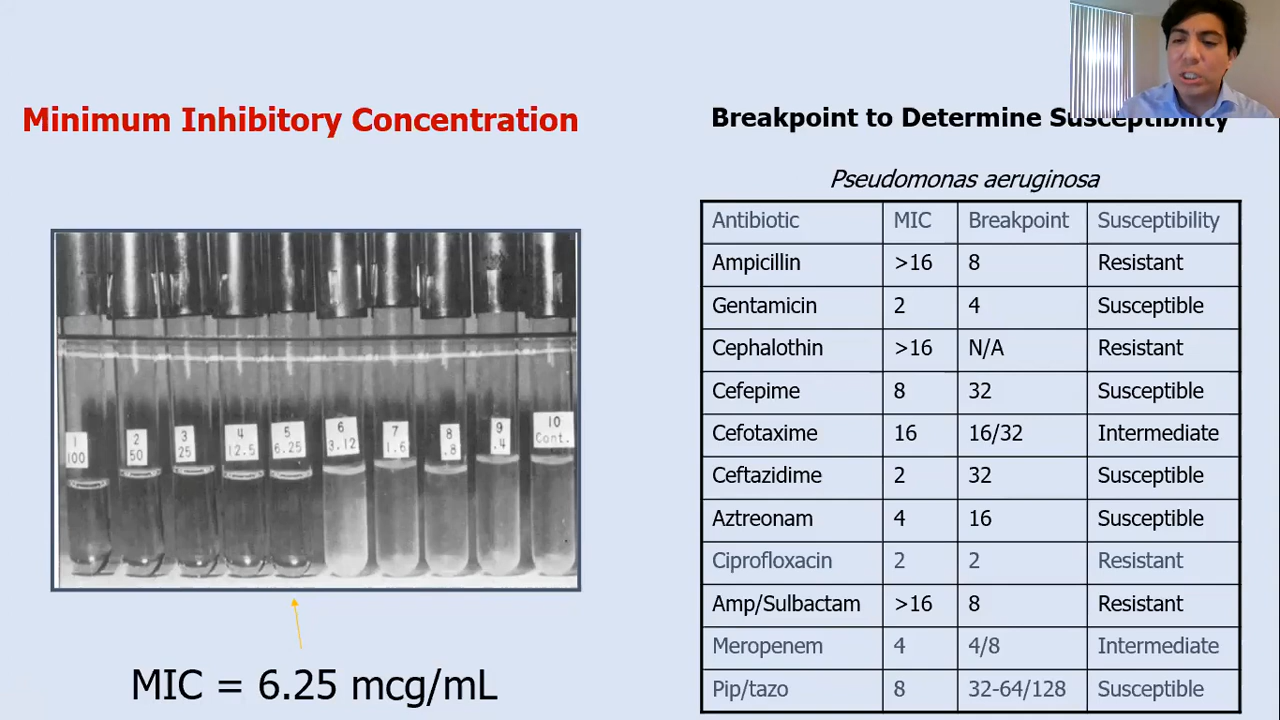 Minimum Inhibitory Concentration
1
100
2
50
3
25
4
12.5
5
6.25
6
3.12
7
1.6
8
.8
9
.4
10
Cont.
MIC = 6.25 mcg/mL
Breakpoint to Determine Susceptibility
Pseudomonas aeruginosa
Antibiotic MIC Breakpoint Susceptibility
Ampicillin >16 8 Resistant
Gentamicin 2 4 Susceptible
Cephalothin >16 N/A Resistant
Cefepime 8 32 Susceptible
Cefotaxime 16 16/32 Intermediate
Ceftazidime 2 32 Susceptible
Aztreonam 4 16 Susceptible
Ciprofloxacin 2 2 Resistant
Amp/Sulbactam >16 8 Resistant
Meropenem 4 4/8 Intermediate
Pip/tazo 8 32-64/128 Susceptible